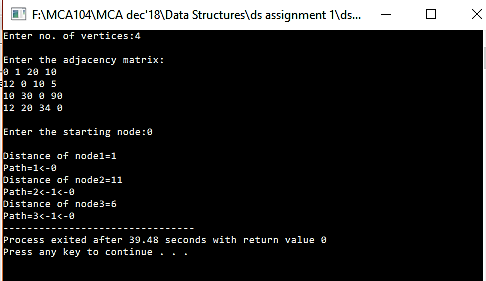 F:\MCA104\MCA dec'18\Data Structures\ds assignment 1\ds...
Enter no. of vertices:4
Enter the adjacency matrix:
0 1 20 10
12 0 10 5
10 30 0 90
12 20 34 0
Enter the starting node:0
Distance of node1=1
Path=1<-0
Distance of node2=11
Path=2<-1<-0
Distance of node3=6
Path=3<-1<-0
--------------------------------
Process exited after 39.48 seconds with return value 0
Press any key to continue . . .